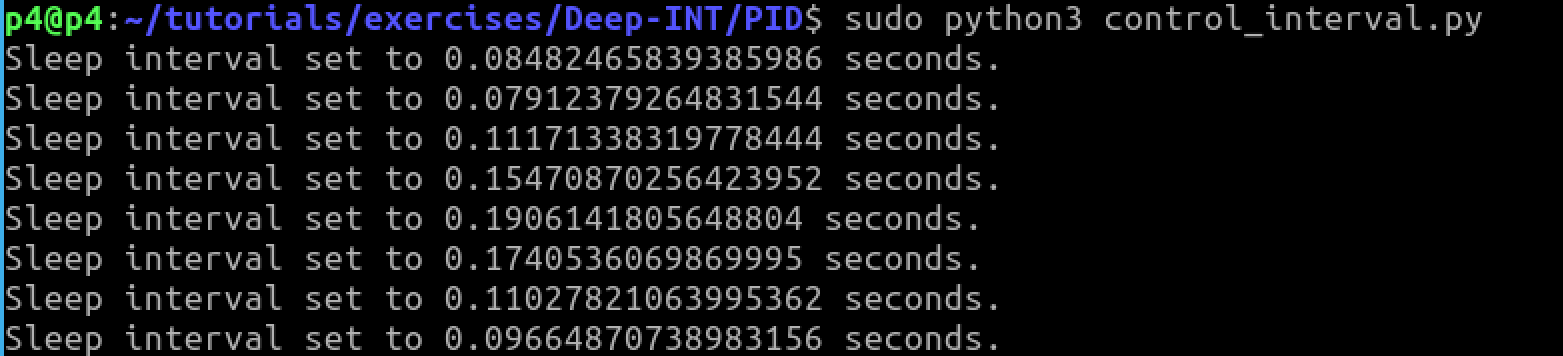 p4@p4:~/tutorials/exercises/Deep-INT/PID$ sudo python3 control_interval.py
Sleep interval set to 0.08482465839385986 seconds.
Sleep interval set to 0.07912379264831544 seconds.
Sleep interval set to 0.11171338319778444 seconds.
Sleep interval set to 0.15470870256423952 seconds.
Sleep interval set to 0.1906141805648804 seconds.
Sleep interval set to 0.1740536069869995 seconds.
Sleep interval set to 0.11027821063995362 seconds.
Sleep interval set to 0.09664870738983156 seconds.